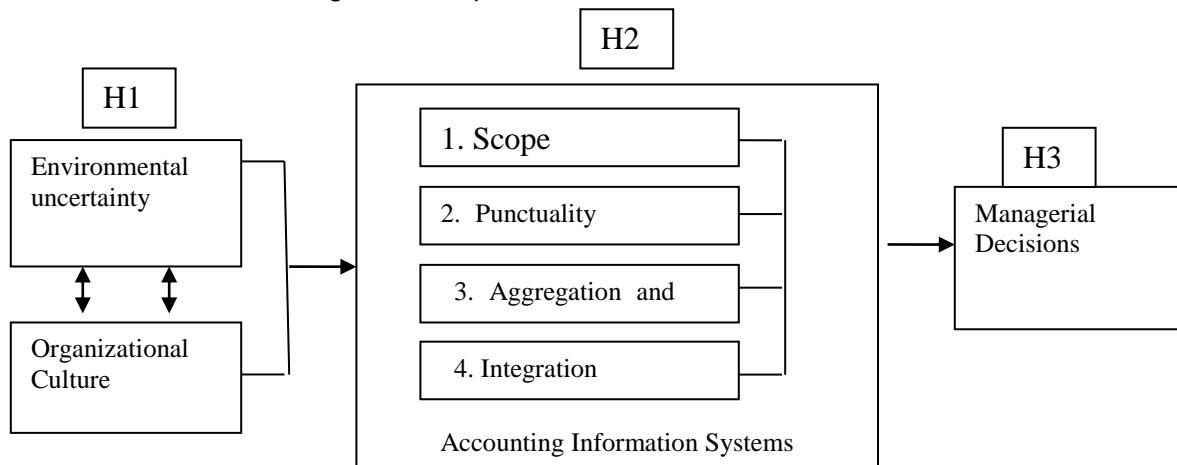 H2
H1
1. Scope
Environmental
uncertainty
H3
2. Punctuality
Managerial
Decisions
3. Aggregation and
Organizational
Culture
4. Integration
Accounting Information Systems